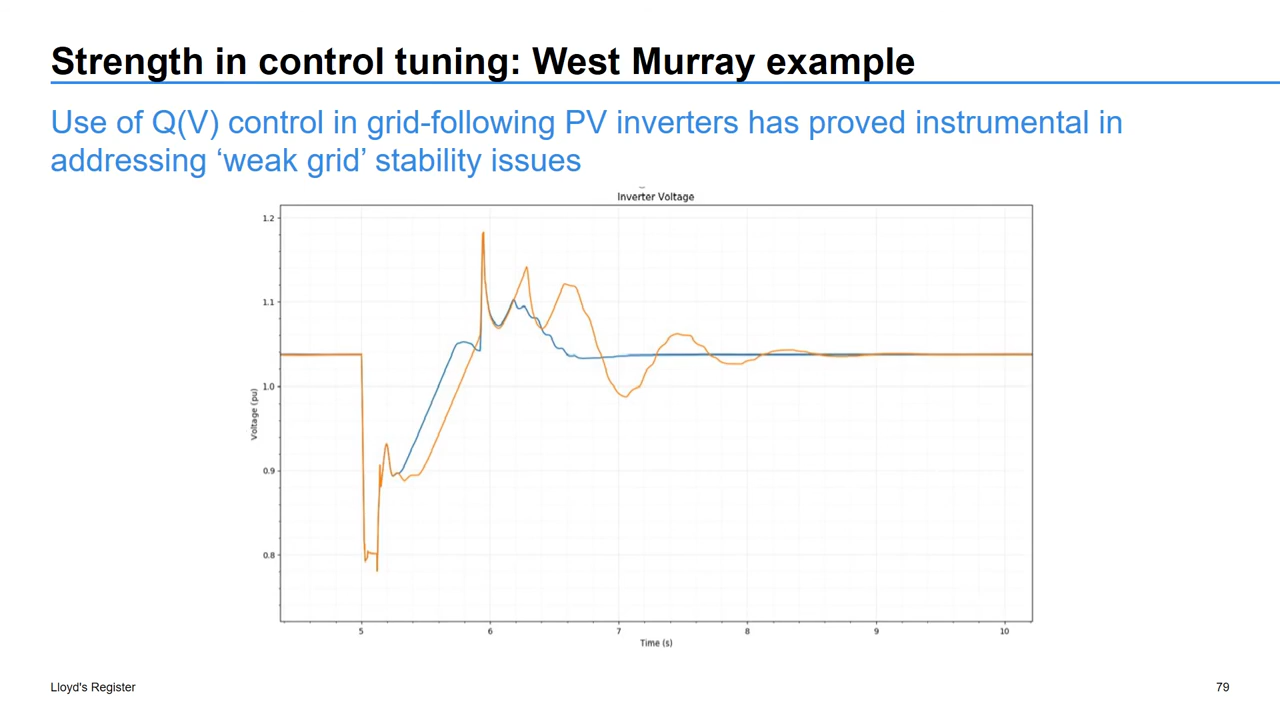 Strength in control tuning: West Murray example
Use of Q(V) control in grid-following PV inverters has proved instrumental in
addressing ‘weak grid’ stability issues
Inverter Voltage
1.2
1.1
1.0
0.9
0.8
Voltage (pu)
5
6
7
8
9
10
Time (s)
Lloyd's Register
79